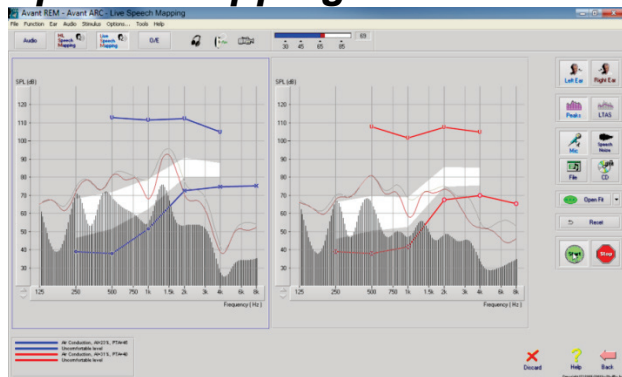 Avant REM - Avant ARC - Live Speech Mapping
File Function Ear Audio Stimulus Options... Tools Help
Audio
ML Speech Mapping
Live Speech Mapping
O/E
30 45 65 85
Left Ear Right Ear
Peaks LTAS
Mic Speech Noise
File CD
Open Fit
Reset
Start Stop
SPL (dB)
120
110
100
90
80
70
60
50
40
30
125 250 500 750 1k 1.5k 2k 3k 4k 6k 8k
Frequency ( Hz )
SPL (dB)
120
110
100
90
80
70
60
50
40
30
125 250 500 750 1k 1.5k 2k 3k 4k 6k 8k
Frequency ( Hz )
Uncomfortable level
Uncomfortable level
Discard Help Back